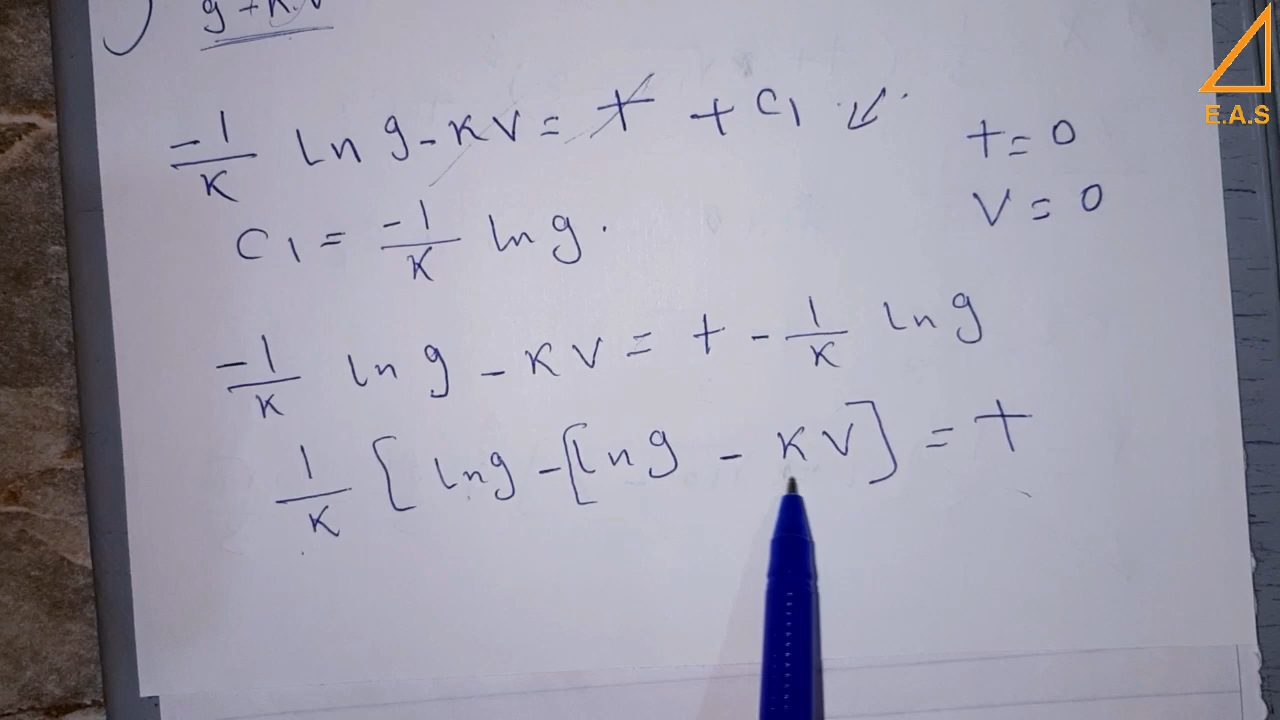 g + K.V
-1/K ln g - KV = t + C1
t = 0
V = 0
C1 = -1/K ln g.
-1/K ln g - KV = t - 1/K ln g
1/K [ ln g - [ ln g - KV ] = t
E.A.S